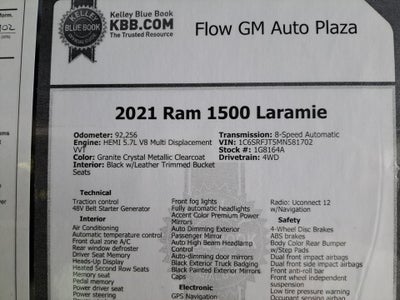 form.
902
KELLEY
BLUE BOOK
Kelley Blue Book
KBB.COM
The Trusted Resource
Flow GM Auto Plaza
2021 Ram 1500 Laramie
Odometer: 92,256
Engine: HEMI 5.7L V8 Multi Displacement
VVT
Color: Granite Crystal Metallic Clearcoat
Interior: Black w/Leather Trimmed Bucket
Seats
Transmission: 8-Speed Automatic
VIN: 1C6SRFJT5MN581702
Stock #: 1G8164A
Drivetrain: 4WD
Technical
Traction control
48V Belt Starter Generator
Interior
Air Conditioning
Automatic temperature control
Front dual zone A/C
Rear window defroster
Driver Seat Memory
Heads-Up Display
Heated Second Row Seats
Memory seat
Pedal memory
Power driver seat
Power steering
Front fog lights
Fully automatic headlights
Accent Color Premium Power
Mirrors
Auto Dimming Exterior
Passenger Mirror
Auto High Beam Headlamp
Control
Auto-dimming door mirrors
Black Exterior Truck Badging
Black Painted Exterior Mirrors
Caps
Electronic
GPS Navigation
Radio: Uconnect 12
w/Navigation
Safety
4-Wheel Disc Brakes
ABS brakes
Body Color Rear Bumper
w/Step Pads
Dual front impact airbags
Dual front side impact airbags
Front anti-roll bar
Front wheel independent
suspension
Low tire pressure warning